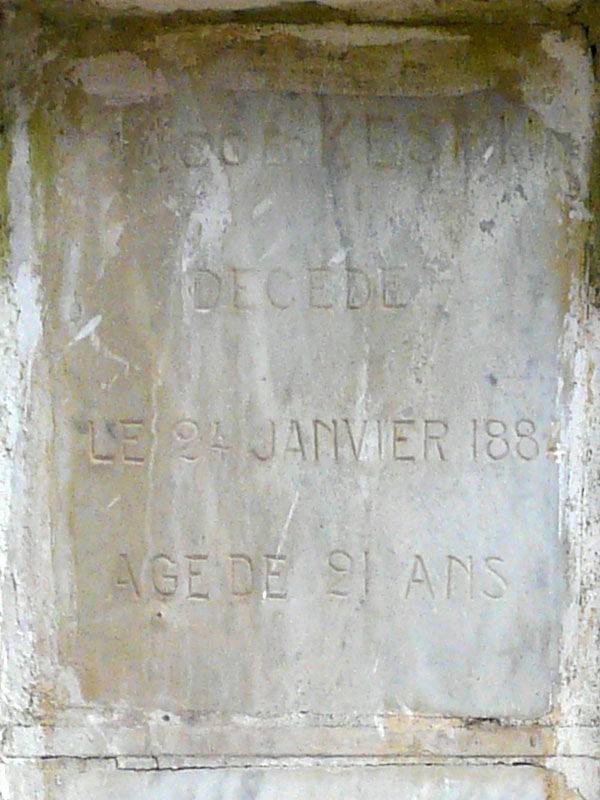 DECEDE
LE 24 JANVIER 1884
AGE DE 21 ANS